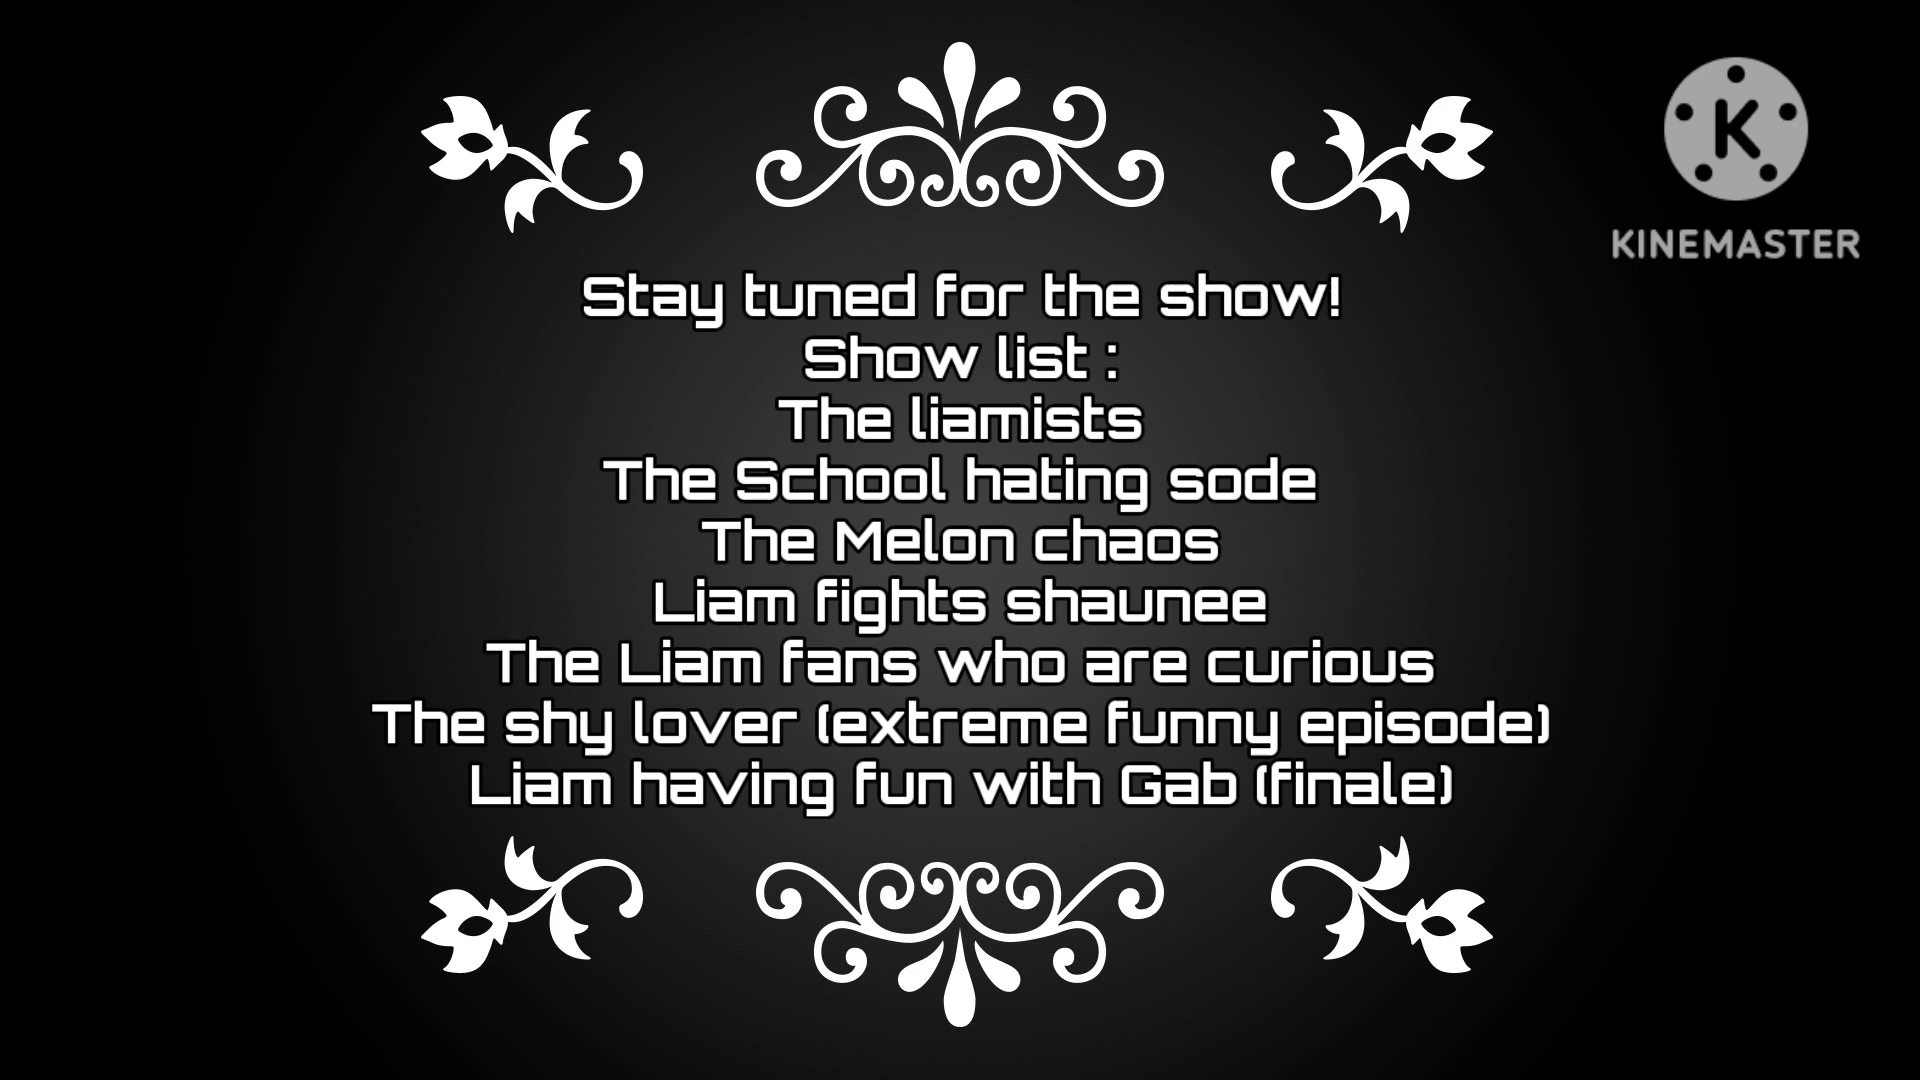 K
KINEMASTER
Stay tuned for the show!
Show list :
The liamists
The School hating sode
The Melon chaos
Liam fights shaunee
The Liam fans who are curious
The shy lover (extreme funny episode)
Liam having fun with Gab (finale)